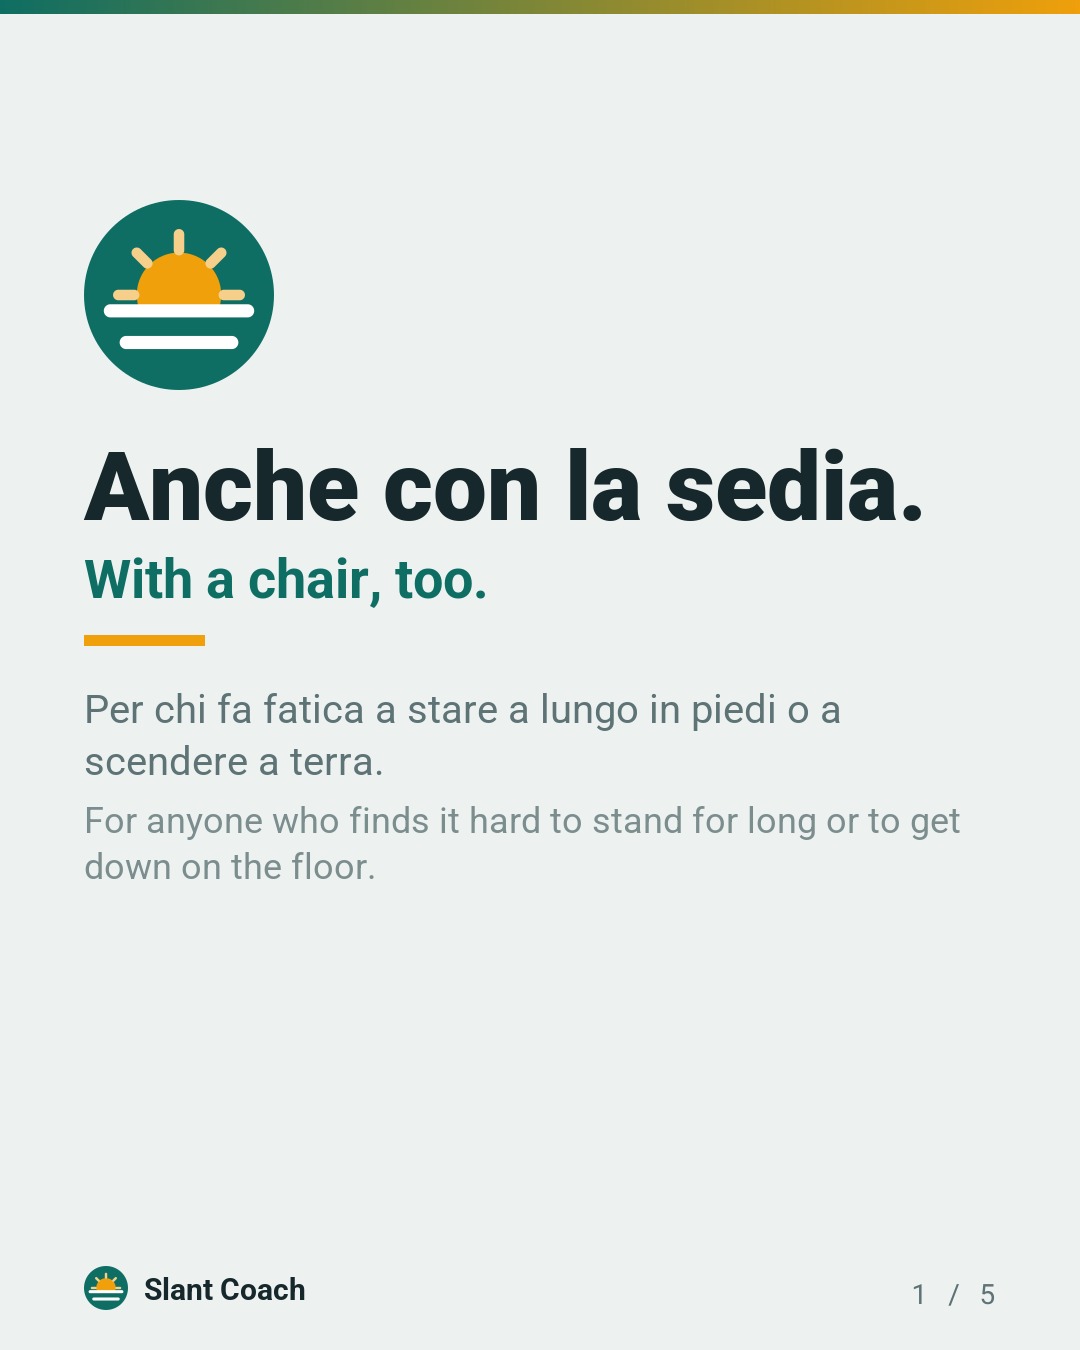 Anche con la sedia.
With a chair, too.
Per chi fa fatica a stare a lungo in piedi o a
scendere a terra.
For anyone who finds it hard to stand for long or to get
down on the floor.
Slant Coach
1 / 5